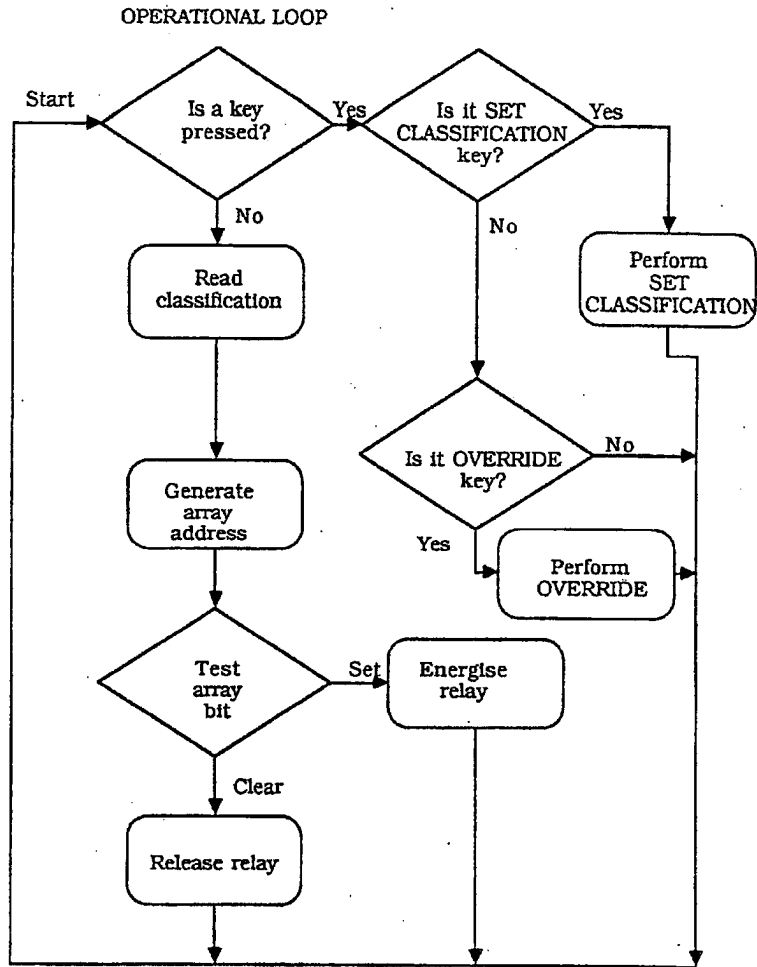 OPERATIONAL LOOP
Start
Is a key
pressed?
Yes
Is it SET
CLASSIFICATION
key?
Yes
No
Read
classification
No
Perform
SET
CLASSIFICATION
Generate
array
address
Is it OVERRIDE
key?
No
Yes
Perform
OVERRIDE
Test
array
bit
Set
Energise
relay
Clear
Release relay